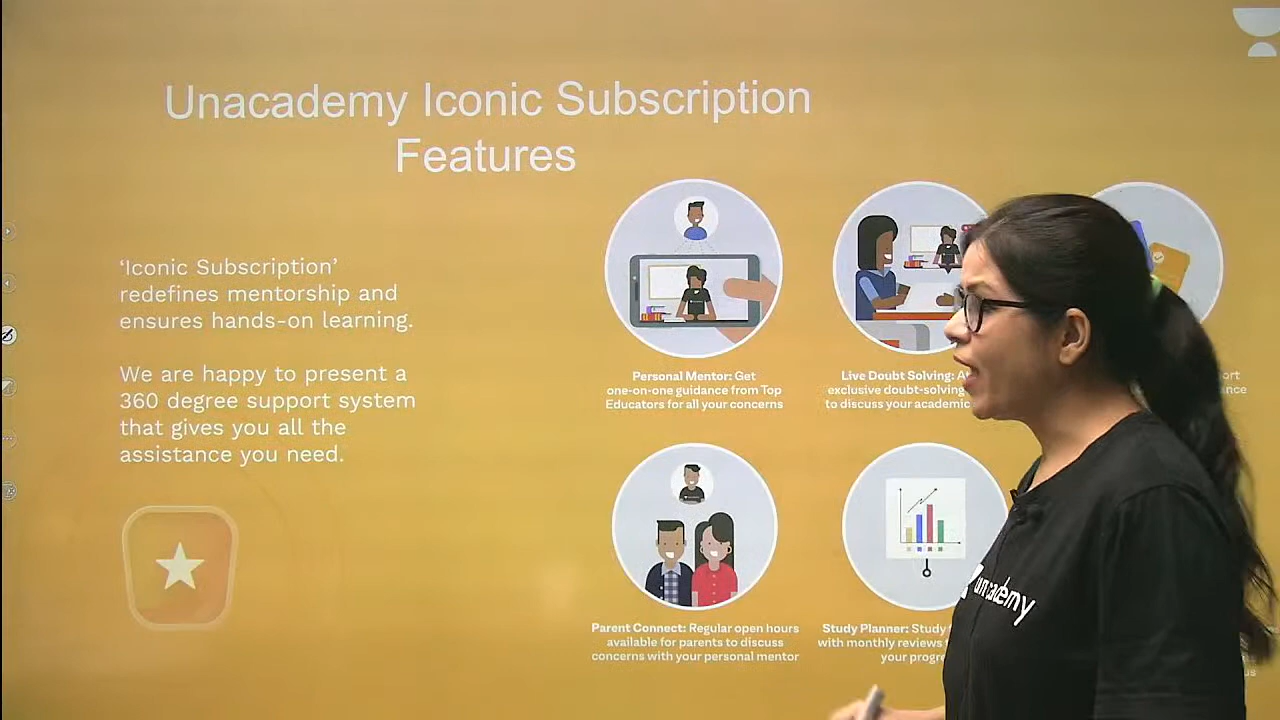 Unacademy Iconic Subscription
Features
‘Iconic Subscription’
redefines mentorship and
ensures hands-on learning.
We are happy to present a
360 degree support system
that gives you all the
assistance you need.
Personal Mentor: Get
one-on-one guidance from Top
Educators for all your concerns
Live Doubt Solving:
exclusive doubt-solving
to discuss your academic
Parent Connect: Regular open hours
available for parents to discuss
concerns with your personal mentor
Study Planner: Study
with monthly reviews
your
unacademy